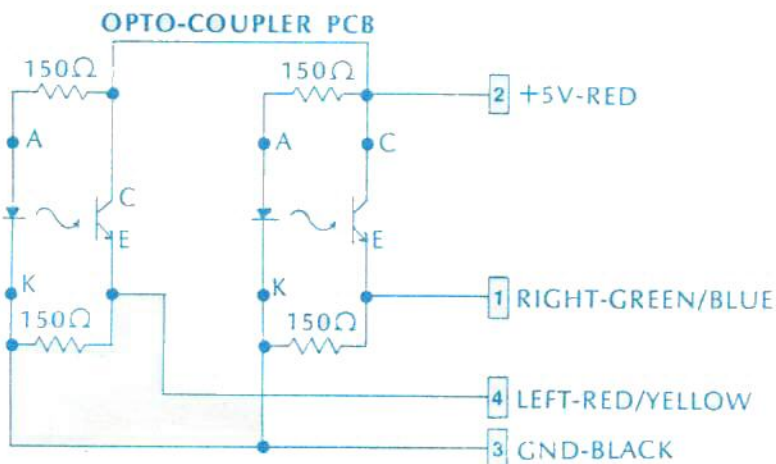 OPTO-COUPLER PCB
150Ω
150Ω
2 +5V-RED
A
A
C
C
E
E
K
K
1 RIGHT-GREEN/BLUE
150Ω
150Ω
4 LEFT-RED/YELLOW
3 GND-BLACK